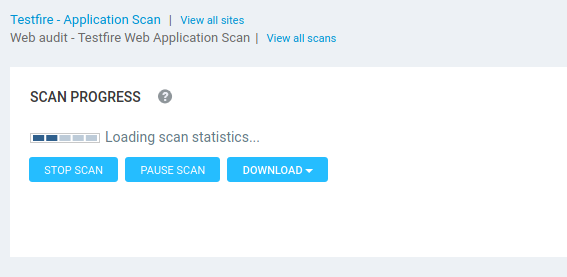 Testfire - Application Scan | View all sites
Web audit - Testfire Web Application Scan | View all scans
SCAN PROGRESS ?
Loading scan statistics...
STOP SCAN PAUSE SCAN DOWNLOAD